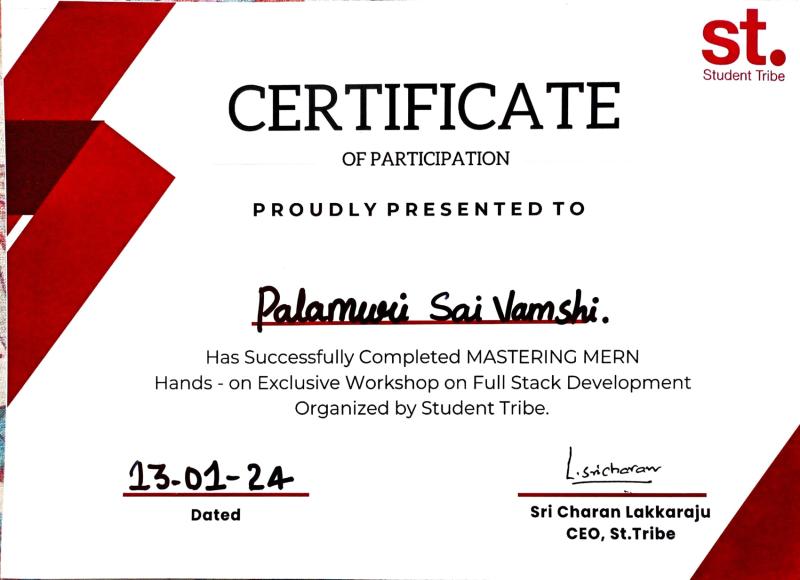 st.
Student Tribe
CERTIFICATE
OF PARTICIPATION
PROUDLY PRESENTED TO
Palamuri Sai Vamshi.
Has Successfully Completed MASTERING MERN
Hands - on Exclusive Workshop on Full Stack Development
Organized by Student Tribe.
13-01-24
Dated
L.sricharan
Sri Charan Lakkaraju
CEO, St.Tribe